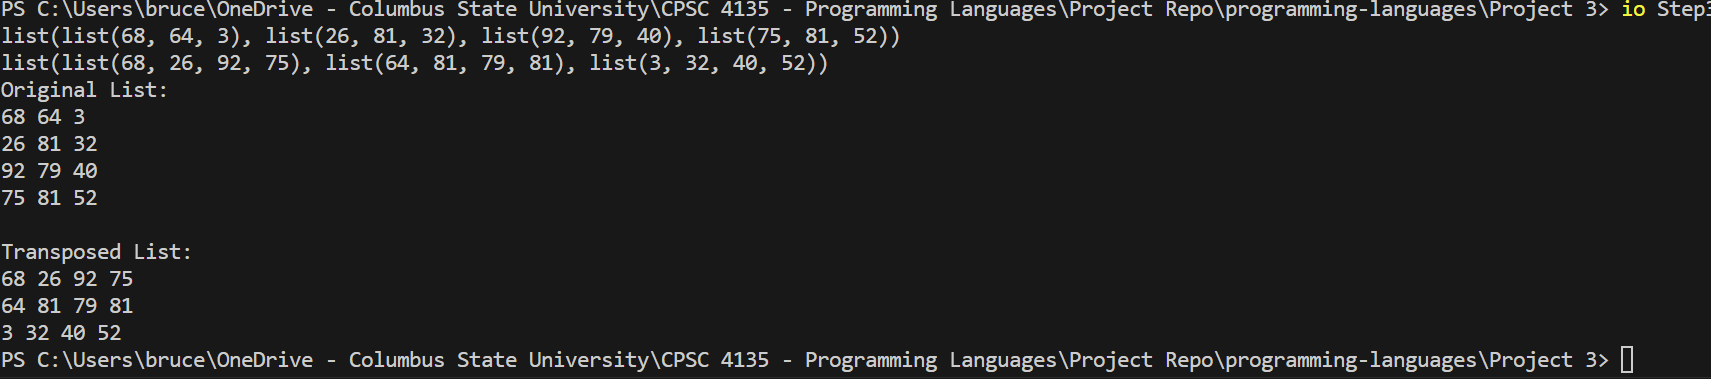 PS C:\Users\bruce\OneDrive - Columbus State University\CPSC 4135 - Programming Languages\Project Repo\programming-languages\Project 3> io Step3
list(list(68, 64, 3), list(26, 81, 32), list(92, 79, 40), list(75, 81, 52))
list(list(68, 26, 92, 75), list(64, 81, 79, 81), list(3, 32, 40, 52))
Original List:
68 64 3
26 81 32
92 79 40
75 81 52
Transposed List:
68 26 92 75
64 81 79 81
3 32 40 52
PS C:\Users\bruce\OneDrive - Columbus State University\CPSC 4135 - Programming Languages\Project Repo\programming-languages\Project 3>